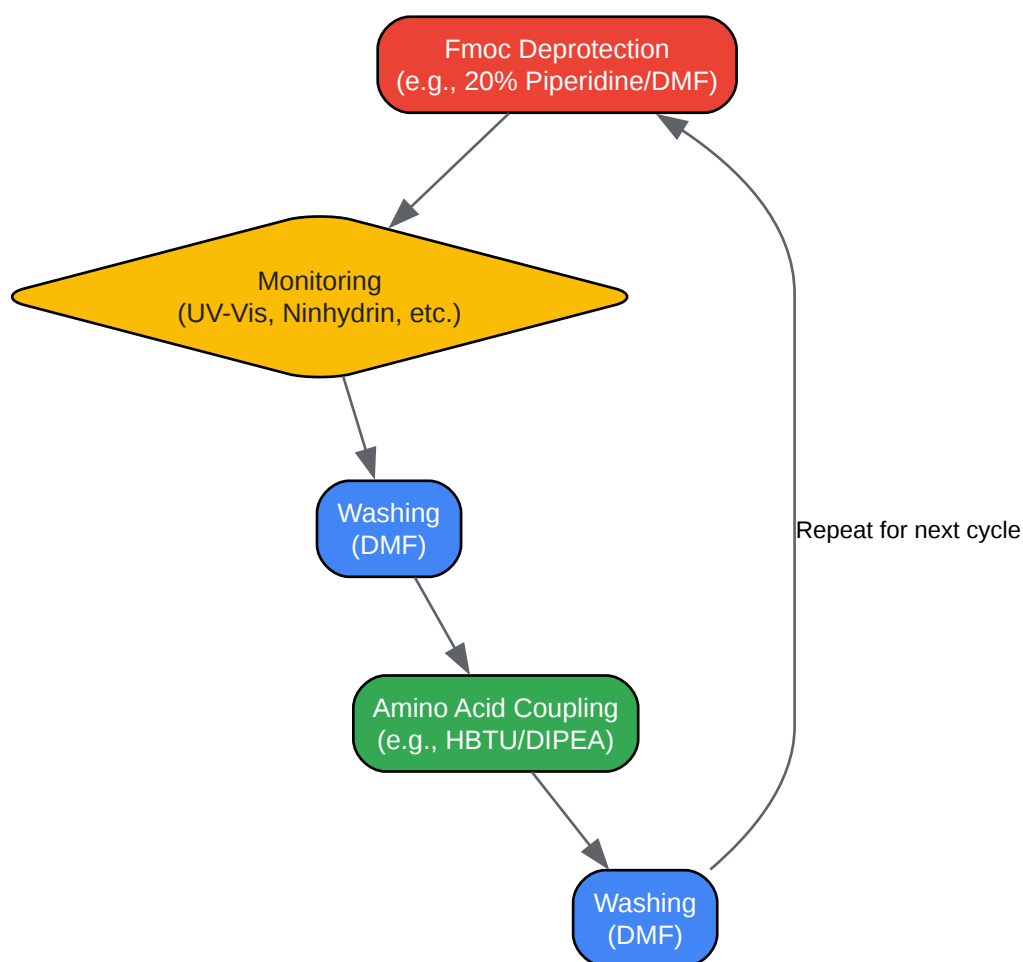 Fmoc Deprotection
(e.g., 20% Piperidine/DMF)
Monitoring
(UV-Vis, Ninhydrin, etc.)
Washing
(DMF)
Repeat for next cycle
Amino Acid Coupling
(e.g., HBTU/DIPEA)
Washing
(DMF)